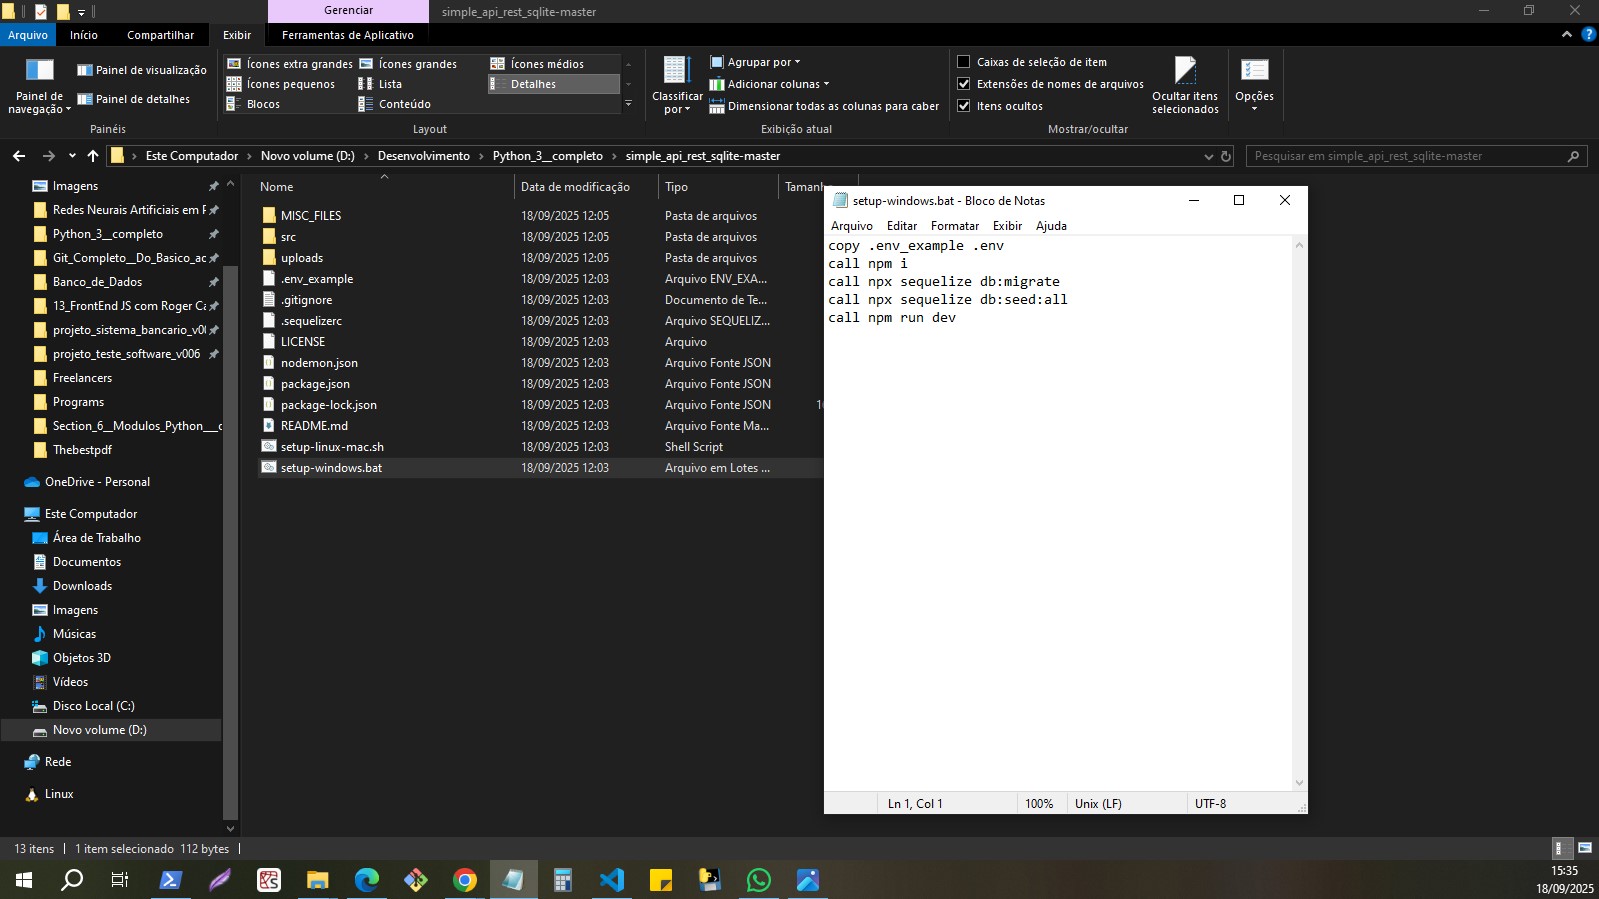 Gerenciar
simple_api_rest_sqlite-master
Arquivo
Início
Compartilhar
Exibir
Ferramentas de Aplicativo
Painel de navegação
Painel de visualização
Painel de detalhes
Painéis
Ícones extra grandes
Ícones grandes
Ícones médios
Ícones pequenos
Lista
Detalhes
Blocos
Conteúdo
Layout
Classificar por
Agrupar por
Adicionar colunas
Dimensionar todas as colunas para caber
Exibição atual
Caixas de seleção de item
Extensões de nomes de arquivos
Itens ocultos
Ocultar itens selecionados
Mostrar/ocultar
Opções
Este Computador > Novo volume (D:) > Desenvolvimento > Python_3__completo > simple_api_rest_sqlite-master
Pesquisar em simple_api_rest_sqlite-master
Imagens
Redes Neurais Artificiais em F
Python_3__completo
Git_Completo__Do_Basico_ao
Banco_de_Dados
13_FrontEnd JS com Roger Ca
projeto_sistema_bancario_v00
projeto_teste_software_v006
Freelancers
Programs
Section_6__Modulos_Python___c
Thebestpdf
OneDrive - Personal
Este Computador
Área de Trabalho
Documentos
Downloads
Imagens
Músicas
Objetos 3D
Vídeos
Disco Local (C:)
Novo volume (D:)
Rede
Linux
Nome Data de modificação Tipo Tamanh
MISC_FILES 18/09/2025 12:05 Pasta de arquivos
src 18/09/2025 12:05 Pasta de arquivos
uploads 18/09/2025 12:05 Pasta de arquivos
.env_example 18/09/2025 12:03 Arquivo ENV_EXA...
.gitignore 18/09/2025 12:03 Documento de Te...
.sequelizerc 18/09/2025 12:03 Arquivo SEQUELIZ...
LICENSE 18/09/2025 12:03 Arquivo
nodemon.json 18/09/2025 12:03 Arquivo Fonte JSON
package.json 18/09/2025 12:03 Arquivo Fonte JSON
package-lock.json 18/09/2025 12:03 Arquivo Fonte JSON
README.md 18/09/2025 12:03 Arquivo Fonte Ma...
setup-linux-mac.sh 18/09/2025 12:03 Shell Script
setup-windows.bat 18/09/2025 12:03 Arquivo em Lotes ...
setup-windows.bat - Bloco de Notas
Arquivo Editar Formatar Exibir Ajuda
copy .env_example .env
call npm i
call npx sequelize db:migrate
call npx sequelize db:seed:all
call npm run dev
Ln 1, Col 1 100% Unix (LF) UTF-8
13 itens 1 item selecionado 112 bytes
15:35
18/09/2025